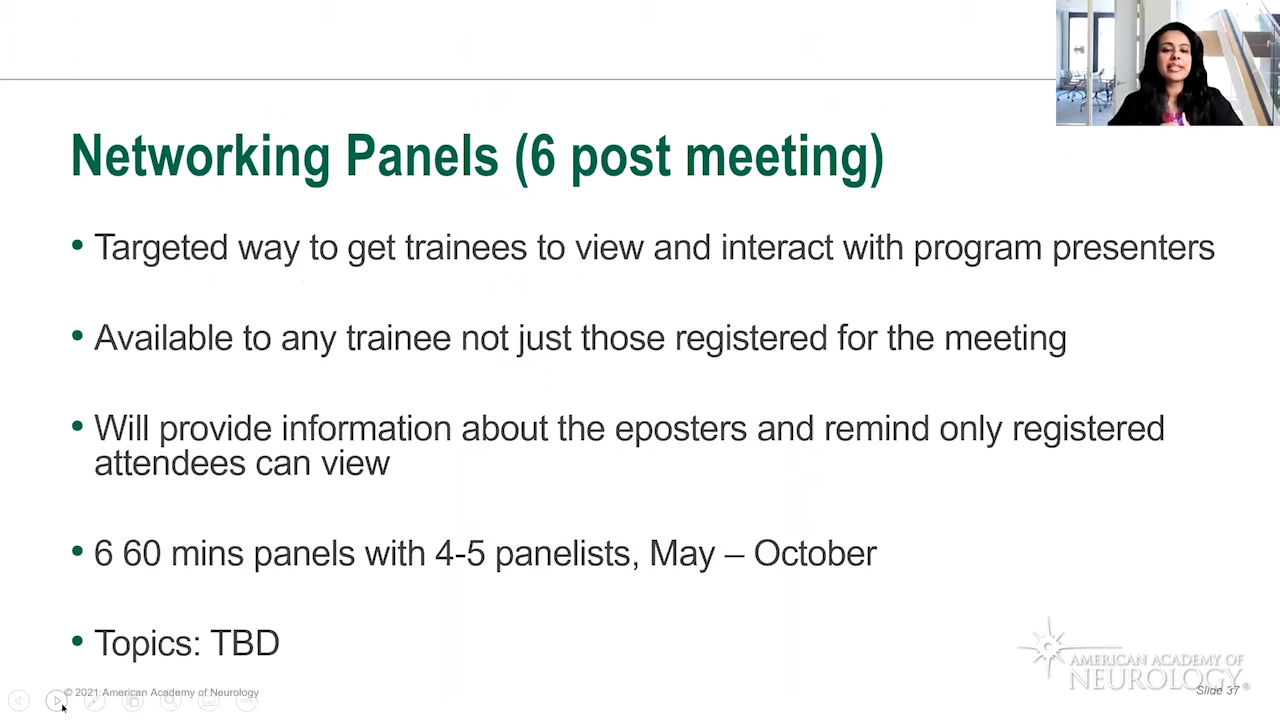 Networking Panels (6 post meeting)
• Targeted way to get trainees to view and interact with program presenters
• Available to any trainee not just those registered for the meeting
• Will provide information about the eposters and remind only registered
attendees can view
• 6 60 mins panels with 4-5 panelists, May – October
• Topics: TBD
AMERICAN ACADEMY OF
NEUROLOGY®
© 2021 American Academy of Neurology
Slide 37